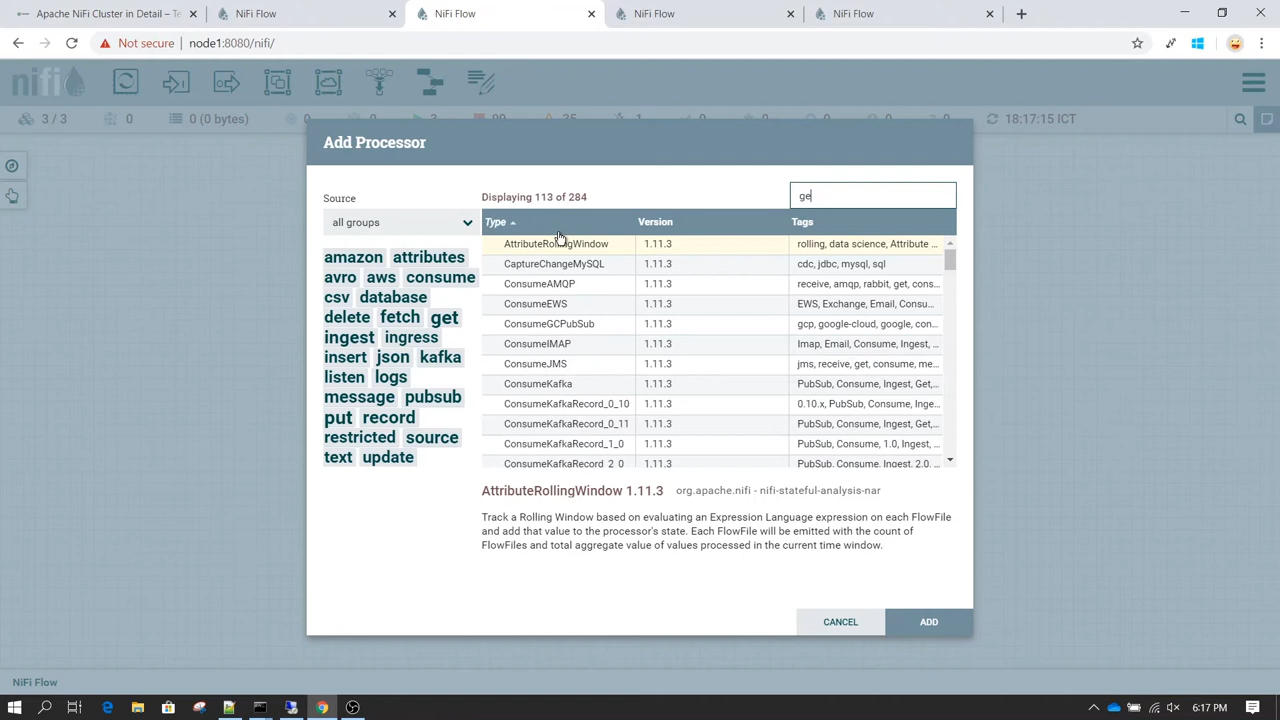 Apache NiFi Cluster in Detail – Te
NiFi Flow
NiFi Flow
NiFi Flow
NiFi Flow
Not secure
node1:8080/nifi/
nifi
3 / 3
0
0 (0 bytes)
18:17:15 ICT
Add Processor
Source
Displaying 113 of 284
ge
all groups
Type
Version
Tags
AttributeRollingWindow 1.11.3 rolling, data science, Attribute ...
CaptureChangeMySQL 1.11.3 cdc, jdbc, mysql, sql
ConsumeAMQP 1.11.3 receive, amqp, rabbit, get, cons...
ConsumeEWS 1.11.3 EWS, Exchange, Email, Consu...
ConsumeGCPubSub 1.11.3 gcp, google-cloud, google, con...
ConsumeIMAP 1.11.3 Imap, Email, Consume, Ingest, ...
ConsumeJMS 1.11.3 jms, receive, get, consume, me...
ConsumeKafka 1.11.3 PubSub, Consume, Ingest, Get,...
ConsumeKafkaRecord_0_10 1.11.3 0.10.x, PubSub, Consume, Inge...
ConsumeKafkaRecord_0_11 1.11.3 PubSub, Consume, Ingest, Get,...
ConsumeKafkaRecord_1_0 1.11.3 PubSub, Consume, 1.0, Ingest, ...
ConsumeKafkaRecord_2_0 1.11.3 PubSub, Consume, Ingest, 2.0, ...
amazon attributes
avro aws consume
csv database
delete fetch get
ingest ingress
insert json kafka
listen logs
message pubsub
put record
restricted source
text update
AttributeRollingWindow 1.11.3 org.apache.nifi - nifi-stateful-analysis-nar
Track a Rolling Window based on evaluating an Expression Language expression on each FlowFile
and add that value to the processor's state. Each FlowFile will be emitted with the count of
FlowFiles and total aggregate value of values processed in the current time window.
CANCEL
ADD
NiFi Flow
6:17 PM